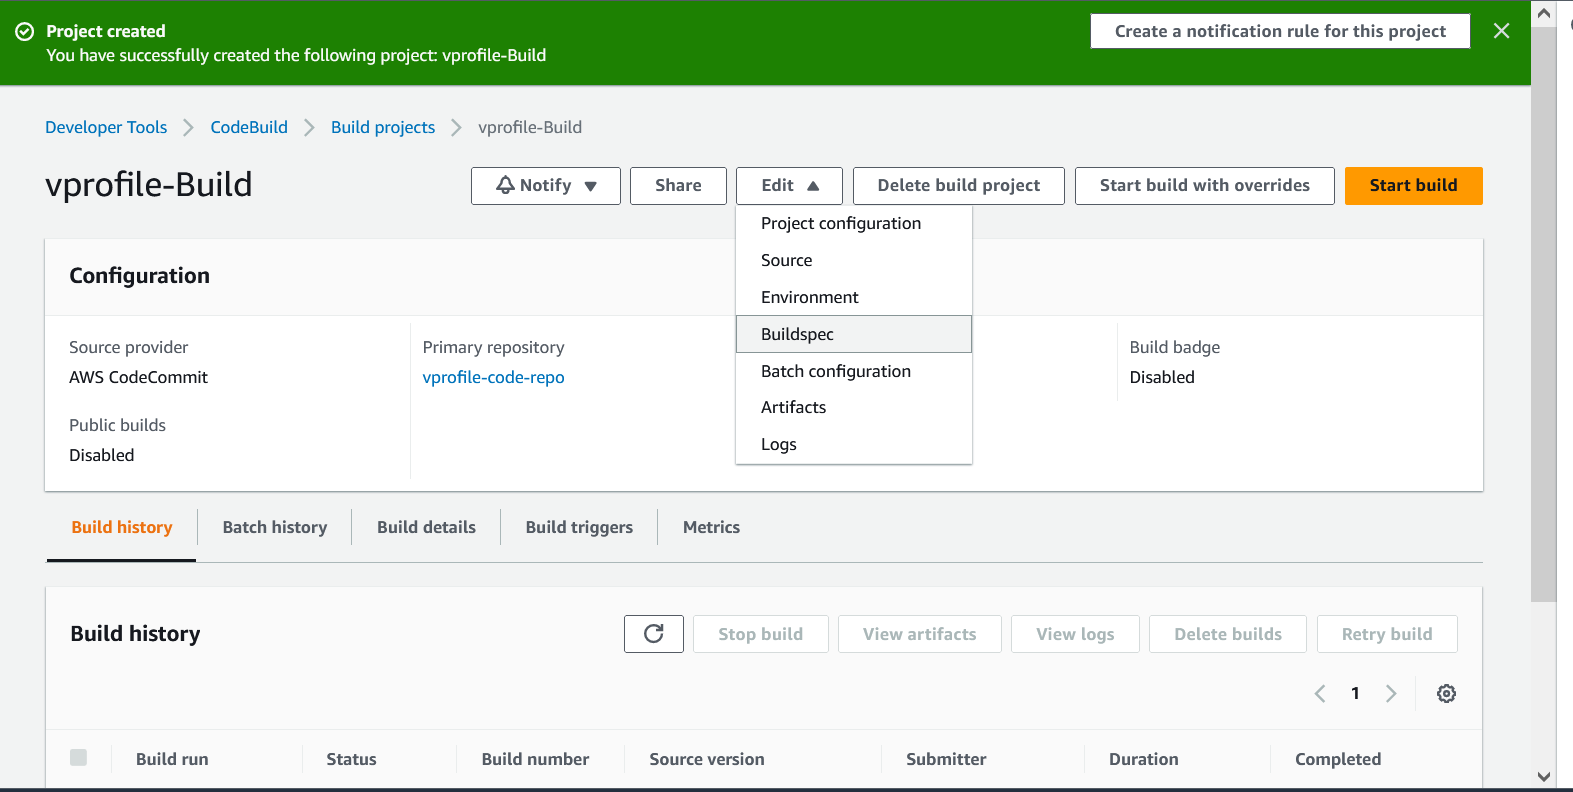 Project created
You have successfully created the following project: vprofile-Build
Create a notification rule for this project
Developer Tools
CodeBuild
Build projects
vprofile-Build
vprofile-Build
Notify
Share
Edit
Delete build project
Start build with overrides
Start build
Project configuration
Source
Environment
Buildspec
Batch configuration
Artifacts
Logs
Configuration
Source provider
AWS CodeCommit
Primary repository
vprofile-code-repo
Build badge
Disabled
Public builds
Disabled
Build history
Batch history
Build details
Build triggers
Metrics
Build history
Stop build
View artifacts
View logs
Delete builds
Retry build
1
Build run
Status
Build number
Source version
Submitter
Duration
Completed